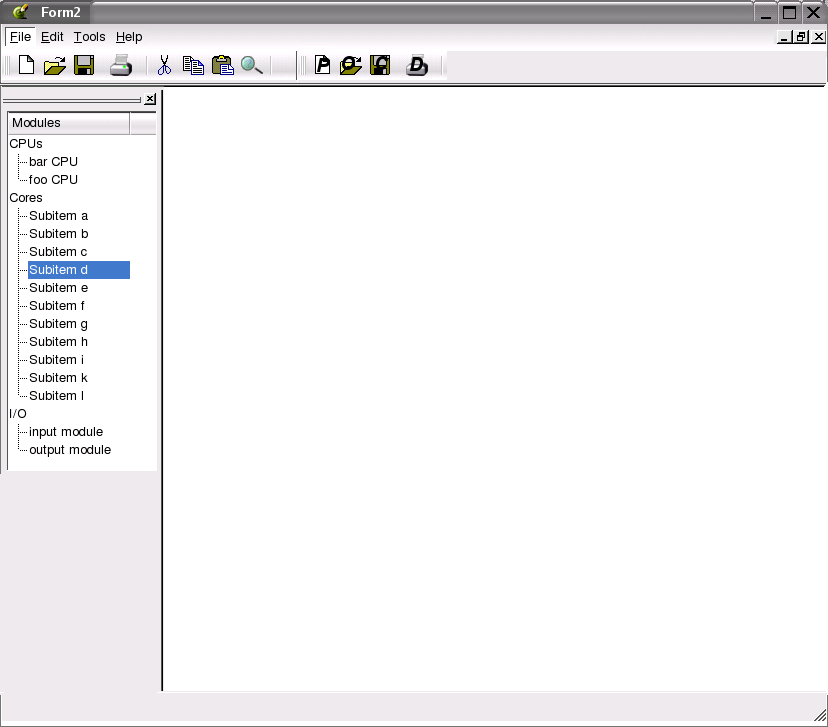 Form2
File Edit Tools Help
P O C D
Modules
CPUs
bar CPU
foo CPU
Cores
Subitem a
Subitem b
Subitem c
Subitem d
Subitem e
Subitem f
Subitem g
Subitem h
Subitem i
Subitem k
Subitem l
I/O
input module
output module